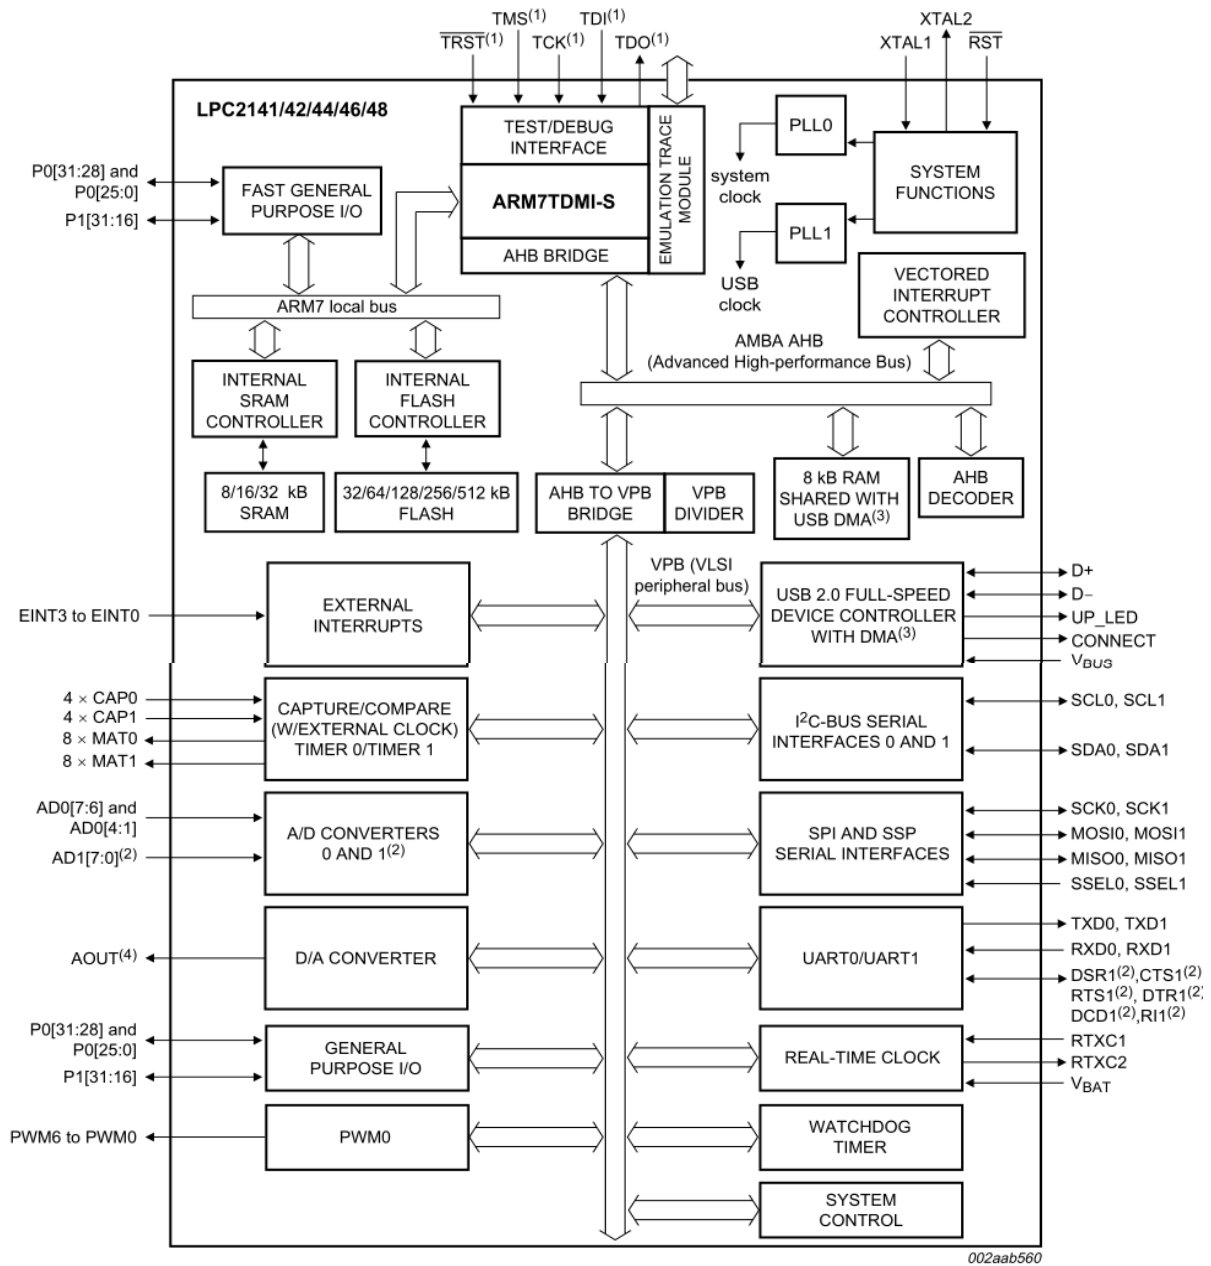 TMS(1) TDI(1) XTAL2
TRST(1) TCK(1) TDO(1) XTAL1 RST
LPC2141/42/44/46/48
TEST/DEBUG
INTERFACE
ARM7TDMI-S
AHB BRIDGE
EMULATION TRACE
MODULE
PLL0
system
clock
SYSTEM
FUNCTIONS
PLL1
USB
clock
P0[31:28] and
P0[25:0]
P1[31:16]
FAST GENERAL
PURPOSE I/O
VECTORED
INTERRUPT
CONTROLLER
ARM7 local bus
AMBA AHB
(Advanced High-performance Bus)
INTERNAL
SRAM
CONTROLLER
INTERNAL
FLASH
CONTROLLER
8/16/32 kB
SRAM
32/64/128/256/512 kB
FLASH
AHB TO VPB
BRIDGE
VPB
DIVIDER
8 kB RAM
SHARED WITH
USB DMA(3)
AHB
DECODER
VPB (VLSI
peripheral bus)
EINT3 to EINT0
EXTERNAL
INTERRUPTS
USB 2.0 FULL-SPEED
DEVICE CONTROLLER
WITH DMA(3)
D+
D−
UP_LED
CONNECT
VBUS
4 × CAP0
4 × CAP1
8 × MAT0
8 × MAT1
CAPTURE/COMPARE
(W/EXTERNAL CLOCK)
TIMER 0/TIMER 1
I2C-BUS SERIAL
INTERFACES 0 AND 1
SCL0, SCL1
SDA0, SDA1
AD0[7:6] and
AD0[4:1]
AD1[7:0](2)
A/D CONVERTERS
0 AND 1(2)
SPI AND SSP
SERIAL INTERFACES
SCK0, SCK1
MOSI0, MOSI1
MISO0, MISO1
SSEL0, SSEL1
AOUT(4)
D/A CONVERTER
UART0/UART1
TXD0, TXD1
RXD0, RXD1
DSR1(2),CTS1(2)
RTS1(2), DTR1(2)
DCD1(2),RI1(2)
P0[31:28] and
P0[25:0]
P1[31:16]
GENERAL
PURPOSE I/O
REAL-TIME CLOCK
RTXC1
RTXC2
VBAT
PWM6 to PWM0
PWM0
WATCHDOG
TIMER
SYSTEM
CONTROL
002aab560